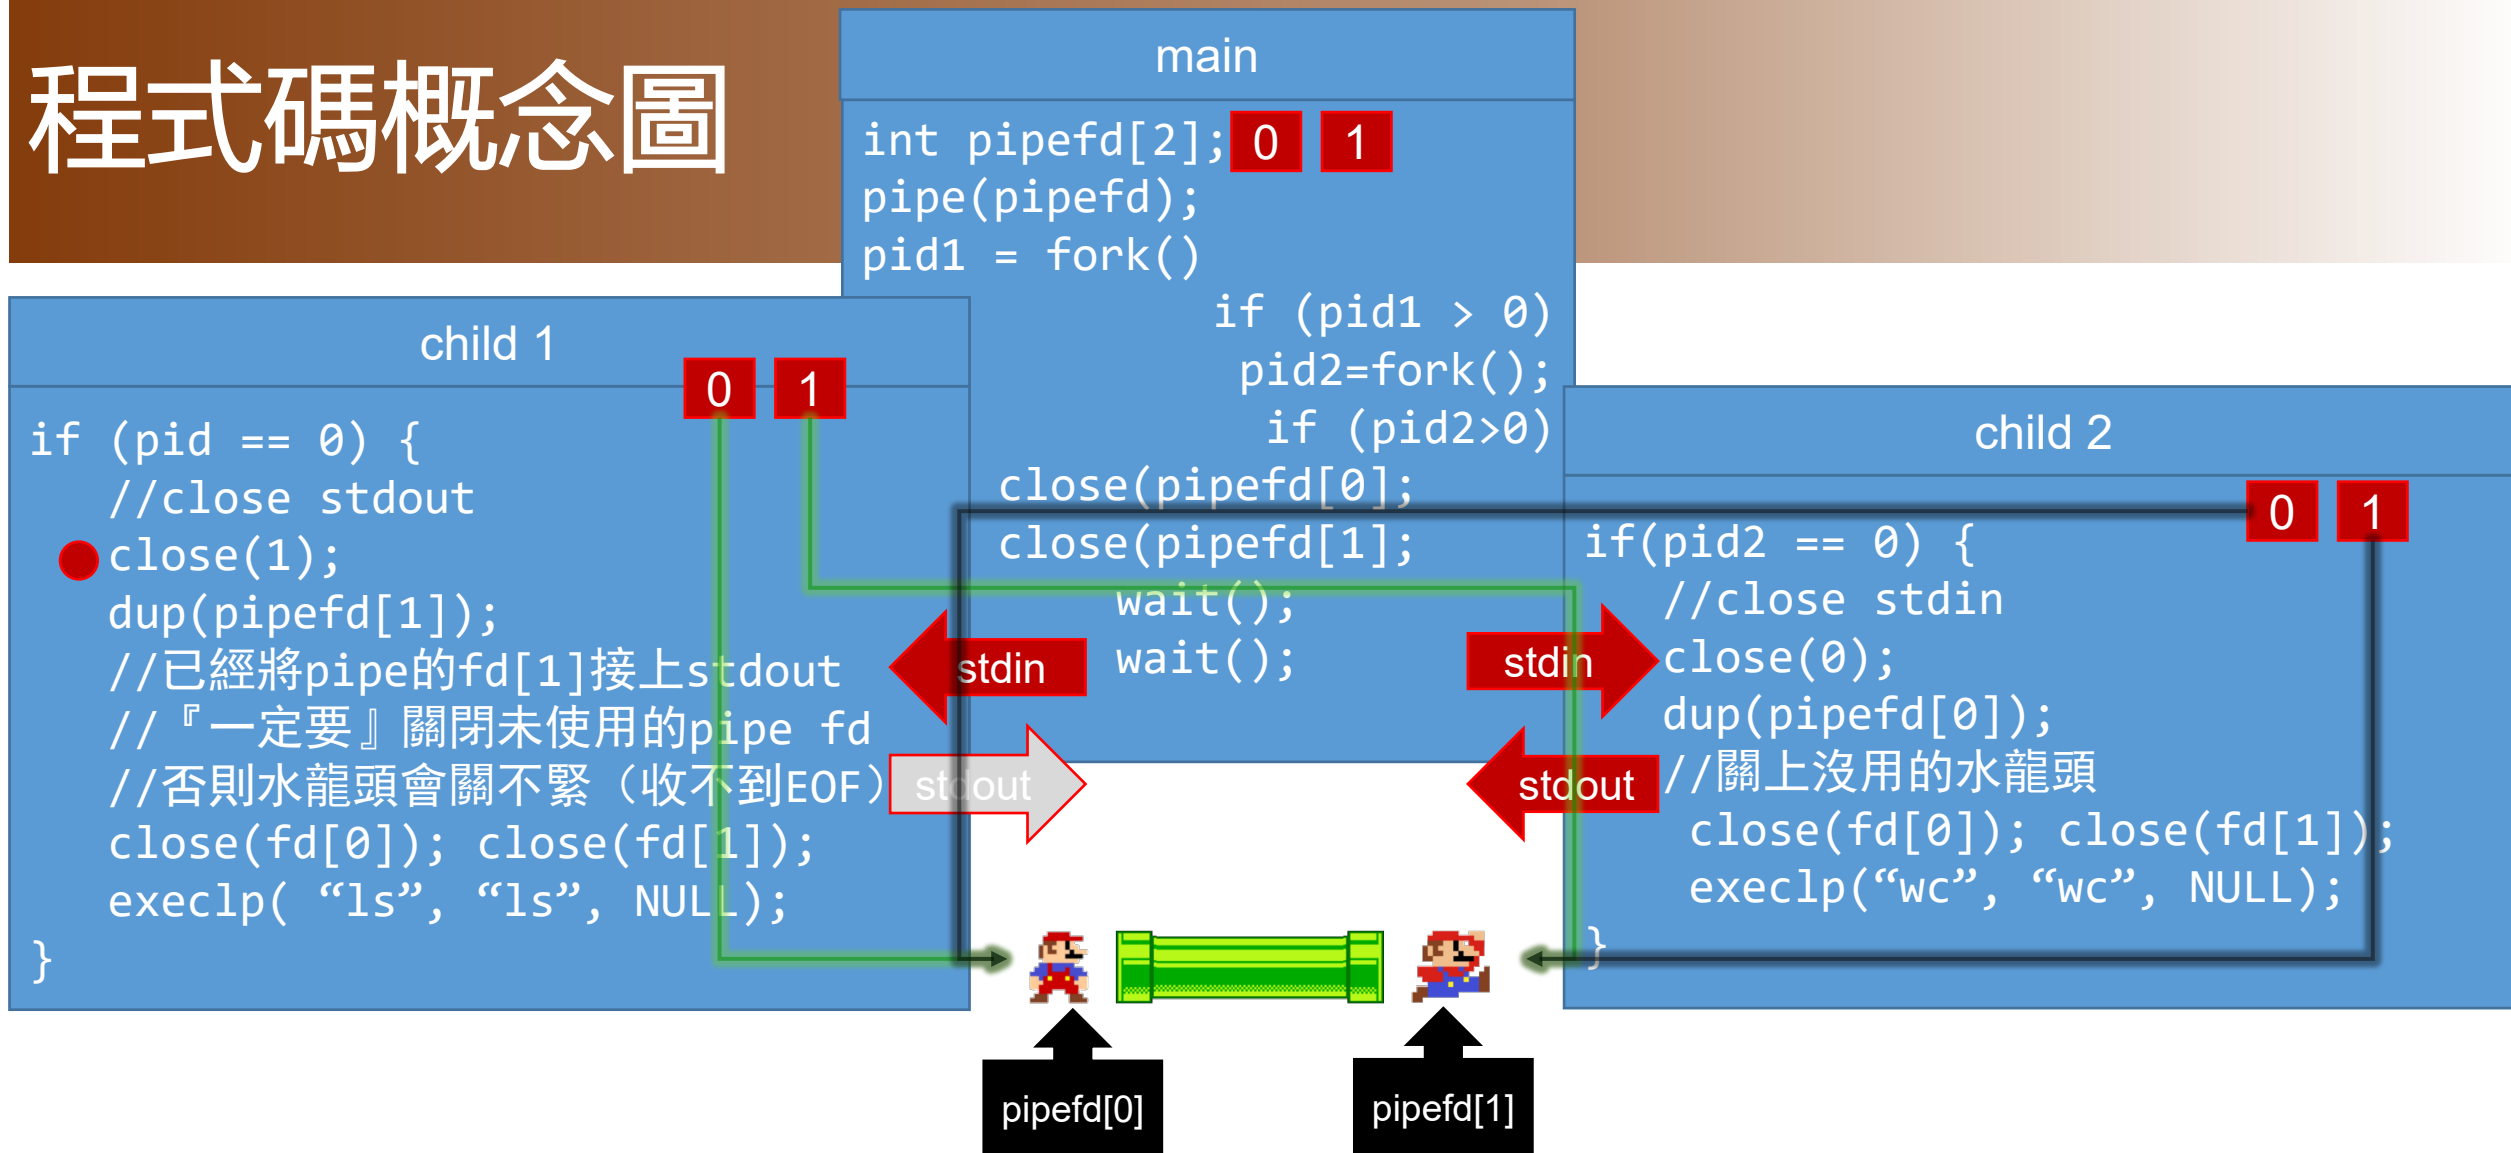 程式碼概念圖
main
int pipefd[2]; 0 1
pipe(pipefd);
pid1 = fork()
if (pid1 > 0)
pid2=fork();
if (pid2>0)
close(pipefd[0];
close(pipefd[1];
wait();
wait();
child 1
0 1
if (pid == 0) {
//close stdout
close(1);
dup(pipefd[1]);
//已經將pipe的fd[1]接上stdout
//『一定要』關閉未使用的pipe fd
//否則水龍頭會關不緊（收不到EOF）
close(fd[0]); close(fd[1]);
execlp( “ls”, “ls”, NULL);
}
stdin
stdout
child 2
0 1
if(pid2 == 0) {
//close stdin
close(0);
dup(pipefd[0]);
//關上沒用的水龍頭
close(fd[0]); close(fd[1]);
execlp(“wc”, “wc”, NULL);
}
stdin
stdout
pipefd[0]
pipefd[1]